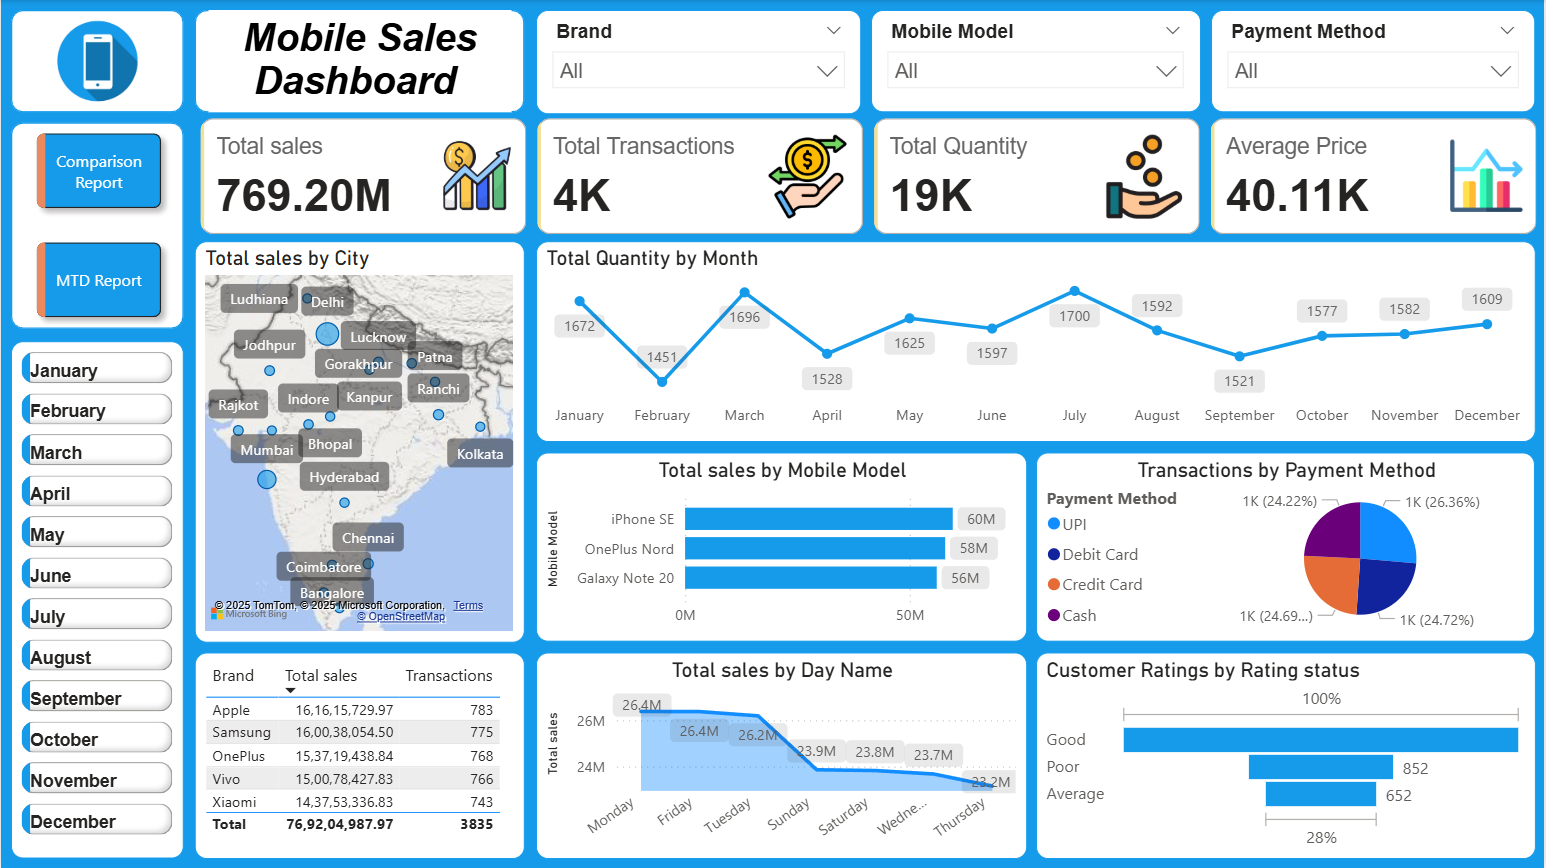 Mobile Sales
Dashboard
Brand
All
Mobile Model
All
Payment Method
All
Comparison
Report
MTD Report
Total sales
769.20M
Total Transactions
4K
Total Quantity
19K
Average Price
40.11K
January
February
March
April
May
June
July
August
September
October
November
December
Total sales by City
Ludhiana
Delhi
Jodhpur
Lucknow
Gorakhpur
Patna
Rajkot
Indore
Kanpur
Ranchi
Mumbai
Bhopal
Kolkata
Hyderabad
Chennai
Coimbatore
Bangalore
© 2025 TomTom, © 2025 Microsoft Corporation, Terms
Microsoft Bing
© OpenStreetMap
Total Quantity by Month
1672
1451
1696
1528
1625
1597
1700
1592
1521
1577
1582
1609
January February March April May June July August September October November December
Total sales by Mobile Model
Mobile Model
iPhone SE 60M
OnePlus Nord 58M
Galaxy Note 20 56M
0M 50M
Transactions by Payment Method
Payment Method
UPI
Debit Card
Credit Card
Cash
1K (24.22%)
1K (26.36%)
1K (24.69...)
1K (24.72%)
Brand Total sales Transactions
Apple 16,16,15,729.97 783
Samsung 16,00,38,054.50 775
OnePlus 15,37,19,438.84 768
Vivo 15,00,78,427.83 766
Xiaomi 14,37,53,336.83 743
Total 76,92,04,987.97 3835
Total sales by Day Name
Total sales
26M
24M
26.4M
26.4M
26.2M
23.9M
23.8M
23.7M
23.2M
Monday Friday Tuesday Sunday Saturday Wedne... Thursday
Customer Ratings by Rating status
100%
Good
Poor 852
Average 652
28%